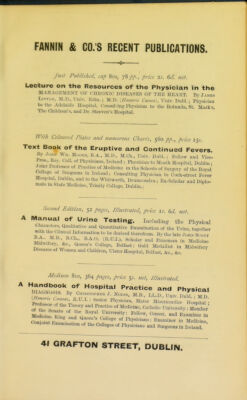 FANNIN & CO.'S RECENT PUBLICATIONS.
Just Published, cap 8vo, 78 pp., price 2s. 6d. net.
Lecture on the Resources of the Physician in the
MANAGEMENT OF CHRONIC DISEASES OF THE HEART. By JAMES
LITTLE, M.D., Univ. Edin.; M.D. (Honoris Causa), Univ. Dubl.; Physician
to the Adelaide Hospital, Consulting Physician to the Rotunda, St. Mark's,
The Children's, and Dr. Steevens's Hospital.
With Coloured Plates and numerous Charts, 560 pp., price 15s.
Text Book of the Eruptive and Continued Fevers.
By JOHN WM. MOORE, B.A., M.D., M.Ch., Univ. Dubl.; Fellow and Vice-
Pres., Roy. Coll. of Physicians, Ireland; Physician to Meath Hospital, Dublin;
Joint Professor of Practice of Medicine in the Schools of Surgery of the Royal
College of Surgeons in Ireland; Consulting Physician to Cork-street Fever
Hospital, Dublin, and to the Whitworth, Drumcondra; Ex-Scholar and Diplo-
mate in State Medicine, Trinity College, Dublin.
Second Edition, 52 pages, Illustrated, price 2s. 6d. net.
A Manual of Urine Testing. Including the Physical
Characters, Qualitative and Quantitative Examination of the Urine, together
with the Clinical Information to be derived therefrom. By the late JOHN SCOTT
B.A., M.D., M.Ch., B.A.O. (R.U.I.), Scholar and Prizeman in Medicine
Midwifery, &c., Queen's College, Belfast; Gold Medallist in Midwifery
Diseases of Women and Children, Ulster Hospital, Belfast, &c., &c.
Medium 8vo, 364 pages, price 5s. net, Illustrated.
A Handbook of Hospital Practice and Physical
DIAGNOSIS. By CHRISTOPHER J. NIXON, M.B., LL.D., Univ. Dubl.; M.D.
(Honoris Causa), R.U.I.; Senior Physician, Mater Misericordiæ Hospital;
Professor of the Theory and Practice of Medicine, Catholic University; Member
of the Senate of the Royal University; Fellow, Censor, and Examiner in
Medicine King and Queen's College of Physicians; Examiner in Medicine,
Conjoint Examination of the Colleges of Physicians and Surgeons in Ireland.
41 GRAFTON STREET, DUBLIN.